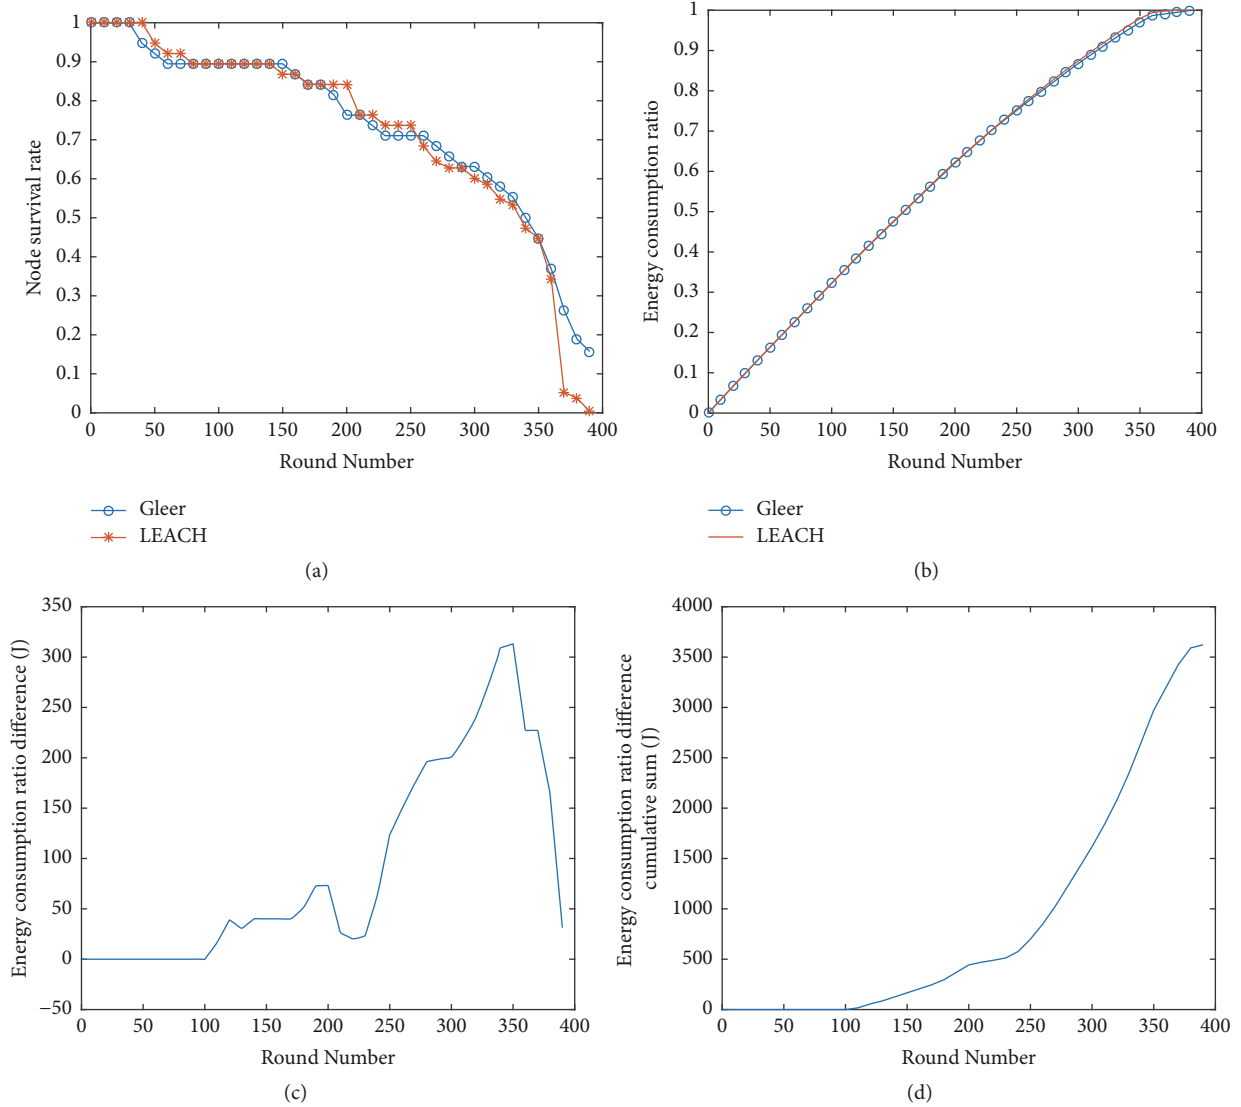 1
0.9
0.8
0.7
0.6
0.5
0.4
0.3
0.2
0.1
0
Node survival rate
0 50 100 150 200 250 300 350 400
Round Number
Gleer
LEACH
(a)
1
0.9
0.8
0.7
0.6
0.5
0.4
0.3
0.2
0.1
0
Energy consumption ratio
0 50 100 150 200 250 300 350 400
Round Number
Gleer
LEACH
(b)
350
300
250
200
150
100
50
0
−50
Energy consumption ratio difference (J)
0 50 100 150 200 250 300 350 400
Round Number
(c)
4000
3500
3000
2500
2000
1500
1000
500
0
Energy consumption ratio difference
cumulative sum (J)
0 50 100 150 200 250 300 350 400
Round Number
(d)